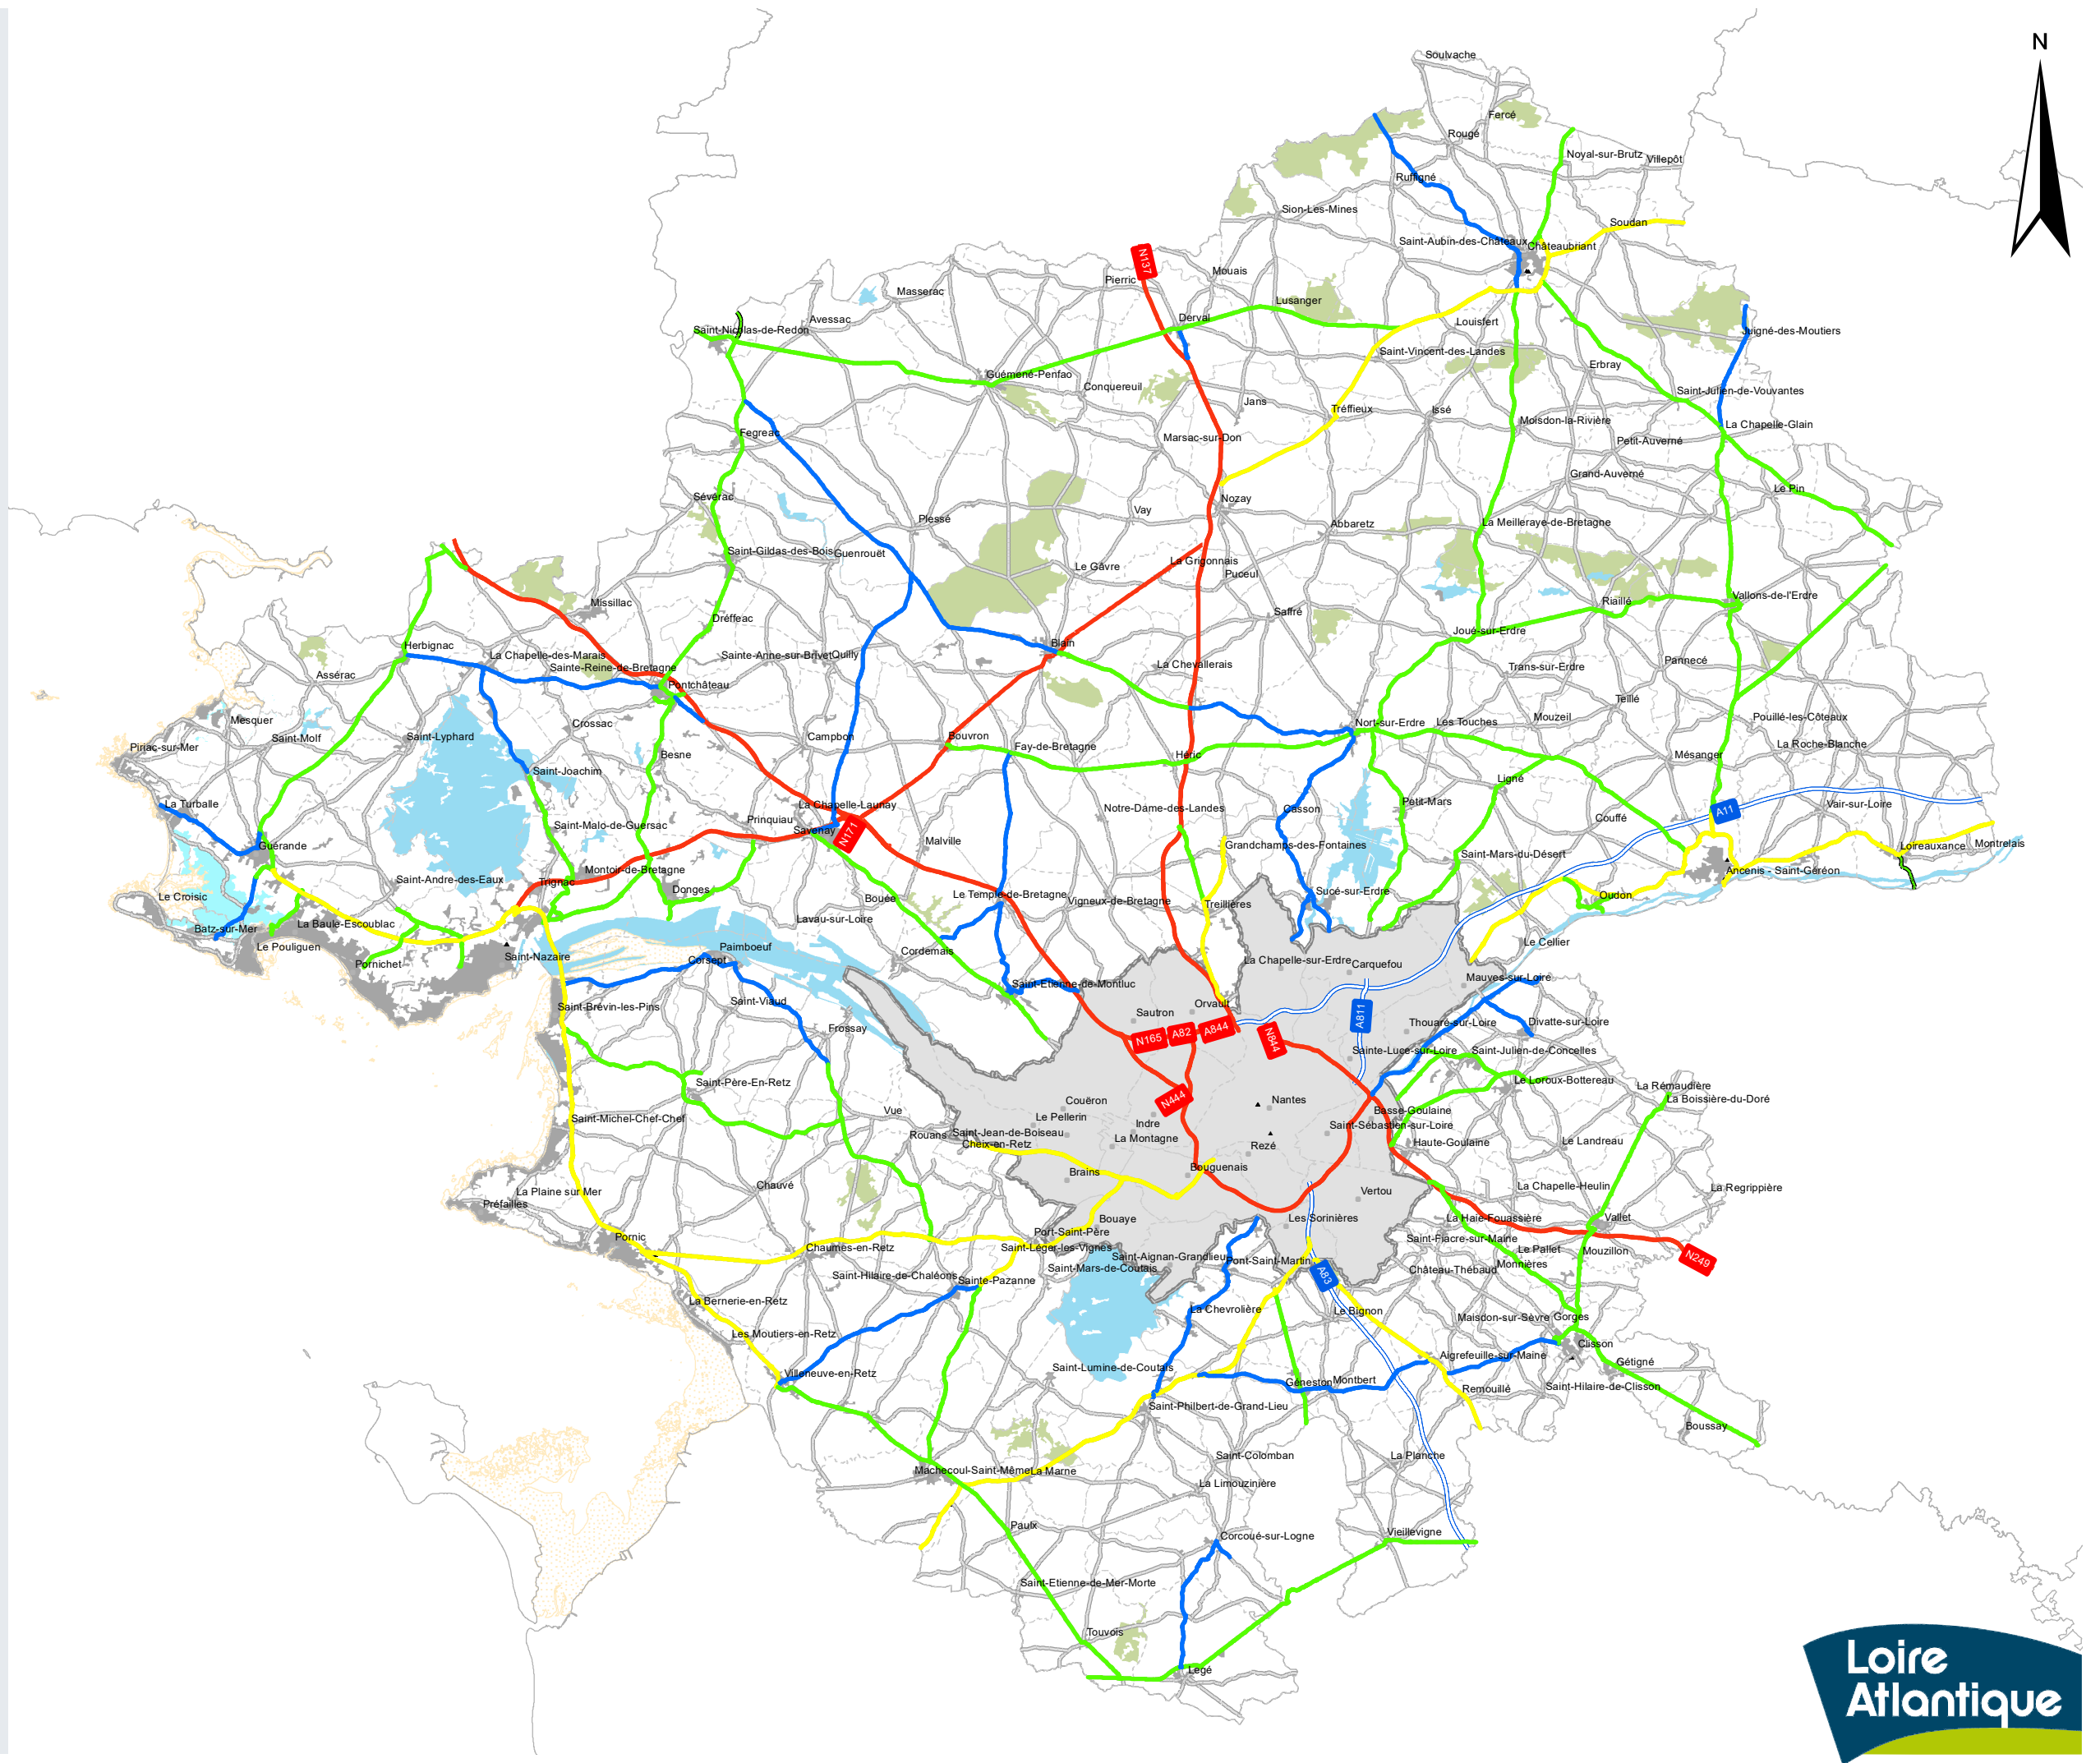 N
Soulvache
Fercé
Rougé
Noyal-sur-Brutz
Villepôt
Ruffigné
Sion-Les-Mines
Soudan
Saint-Aubin-des-Chateaux
Châteaubriant
N137
Mouais
Pierric
Masserac
Lusanger
Derval
Avessac
Saint-Nicolas-de-Redon
Louisfert
Juigné-des-Moutiers
Saint-Vincent-des-Landes
Erbray
Guémené-Penfao
Conquereuil
Saint-Julien-de-Vouvantes
Jans
Tréffieux
Issé
Moisdon-la-Rivière
La Chapelle-Glain
Fegreac
Marsac-sur-Don
Petit-Auverné
Grand-Auverné
Le Pin
Sévérac
Nozay
Vay
Plessé
Abbaretz
La Meilleraye-de-Bretagne
Saint-Gildas-des-Bois
Guenrouët
La Grigonnais
Le Gâvre
Puceul
Missillac
Saffré
Riaillé
Vallons-de-l'Erdre
Dréffeac
Joué-sur-Erdre
Herbignac
Blain
La Chapelle-des-Marais
Sainte-Anne-sur-Brivet
Quilly
Sainte-Reine-de-Bretagne
La Chevallerais
Trans-sur-Erdre
Pannecé
Assérac
Pontchâteau
Teillé
Mesquer
Crossac
Nort-sur-Erdre
Les Touches
Mouzeil
Pouillé-les-Côteaux
Saint-Molf
Saint-Lyphard
Campbon
Bouvron
Fay-de-Bretagne
La Roche-Blanche
Piriac-sur-Mer
Besne
Héric
Mésanger
Saint-Joachim
Ligné
La Turballe
La Chapelle-Launay
Notre-Dame-des-Landes
Casson
Petit-Mars
A11
Vair-sur-Loire
Prinquiau
Couffé
Saint-Malo-de-Guersac
Savenay
N171
Malville
Guérande
Grandchamps-des-Fontaines
Loireauxance
Montrelais
Saint-Mars-du-Désert
Montoir-de-Bretagne
Ancenis - Saint-Géréon
Saint-Andre-des-Eaux
Trignac
Donges
Sucé-sur-Erdre
Oudon
Le Croisic
Bouée
Le Temple-de-Bretagne
Vigneux-de-Bretagne
Treillières
Lavau-sur-Loire
La Baule-Escoublac
Batz-sur-Mer
Le Pouliguen
Paimboeuf
Cordemais
Le Cellier
Pornichet
Saint-Nazaire
Corsept
La Chapelle-sur-Erdre
Carquefou
Saint-Etienne-de-Montluc
Mauves-sur-Loire
Saint-Brévin-les-Pins
Saint-Viaud
Orvault
Sautron
A811
Thouaré-sur-Loire
Divatte-sur-Loire
Frossay
N165
A82
A844
N844
Sainte-Luce-sur-Loire
Saint-Julien-de-Concelles
Saint-Père-En-Retz
Le Loroux-Bottereau
La Rémaudière
N444
Couëron
Nantes
La Boissière-du-Doré
Vue
Le Pellerin
Basse-Goulaine
Saint-Michel-Chef-Chef
Indre
Saint-Sébastien-sur-Loire
Rouans
Saint-Jean-de-Boiseau
La Montagne
Rezé
Haute-Goulaine
Le Landreau
Cheix-en-Retz
Brains
Bouguenais
Chauvé
La Chapelle-Heulin
La Regrippière
La Plaine sur Mer
Vertou
Préfailles
Bouaye
Les Sorinières
La Haie-Fouassière
Vallet
Port-Saint-Père
Pornic
Saint-Fiacre-sur-Maine
Chaumes-en-Retz
Saint-Léger-les-Vignes
Saint-Aignan-Grandlieu
Pont-Saint-Martin
Le Pallet
Mouzillon
N249
Saint-Mars-de-Coutais
Monnières
Château-Thébaud
A83
Saint-Hilaire-de-Chaléons
Sainte-Pazanne
La Bernerie-en-Retz
La Chevrolière
Le Bignon
Maisdon-sur-Sèvre
Gorges
Les Moutiers-en-Retz
Clisson
Aigrefeuille-sur-Maine
Gétigné
Villeneuve-en-Retz
Saint-Lumine-de-Coutais
Géneston
Montbert
Remouillé
Saint-Hilaire-de-Clisson
Saint-Philbert-de-Grand-Lieu
Boussay
Saint-Colomban
La Planche
Machecoul-Saint-Même
La Marne
La Limouzinière
Paulx
Corcoué-sur-Logne
Vieillevigne
Saint-Etienne-de-Mer-Morte
Touvois
Legé
Loire
Atlantique